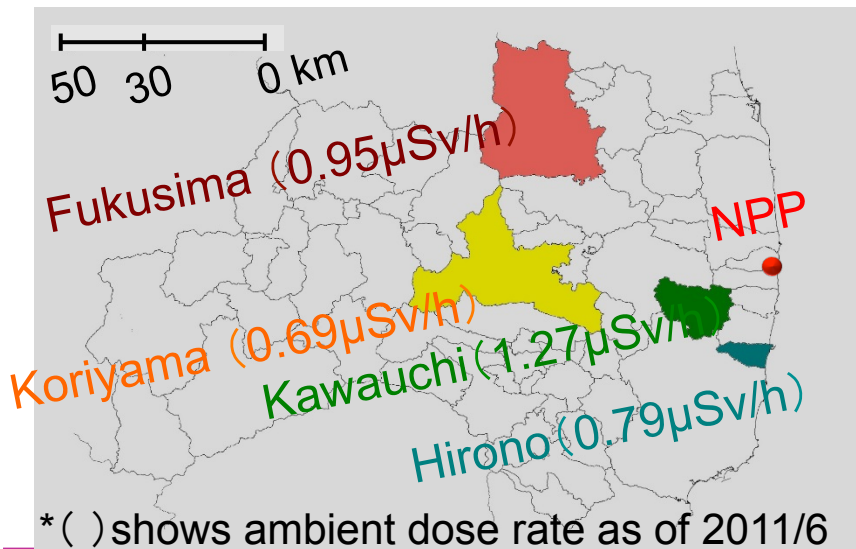 50 30 0 km
Fukusima (0.95μSv/h)
NPP
Koriyama (0.69μSv/h)
Kawauchi(1.27μSv/h)
Hirono(0.79μSv/h)
*( )shows ambient dose rate as of 2011/6